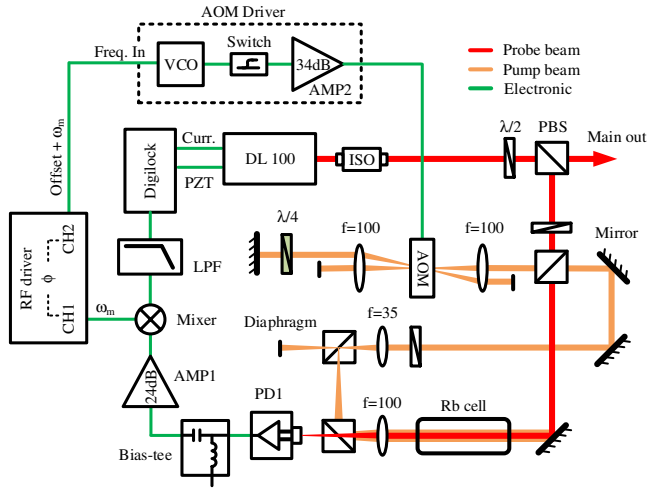 AOM Driver
Freq. In
VCO
Switch
34dB
AMP2
Probe beam
Pump beam
Electronic
Offset + ωm
Digilock
Curr.
PZT
DL 100
ISO
λ/2
PBS
Main out
λ/4
f=100
AOM
f=100
Mirror
RF driver
CH2
ϕ
CH1
LPF
ωm
Mixer
Diaphragm
f=35
24dB
AMP1
PD1
f=100
Rb cell
Bias-tee